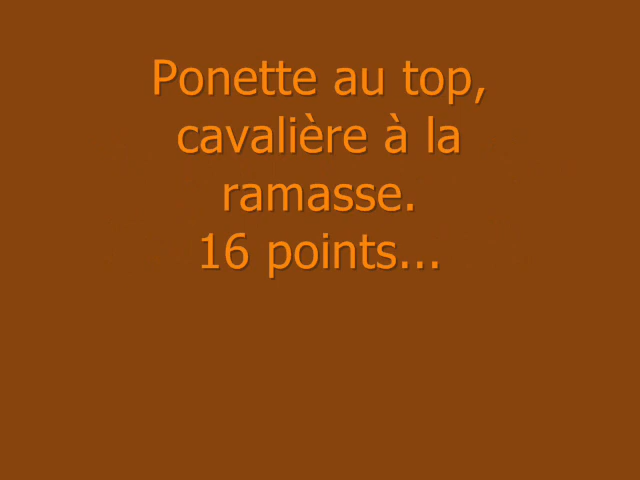 Ponette au top,
cavalière à la
ramasse.
16 points...